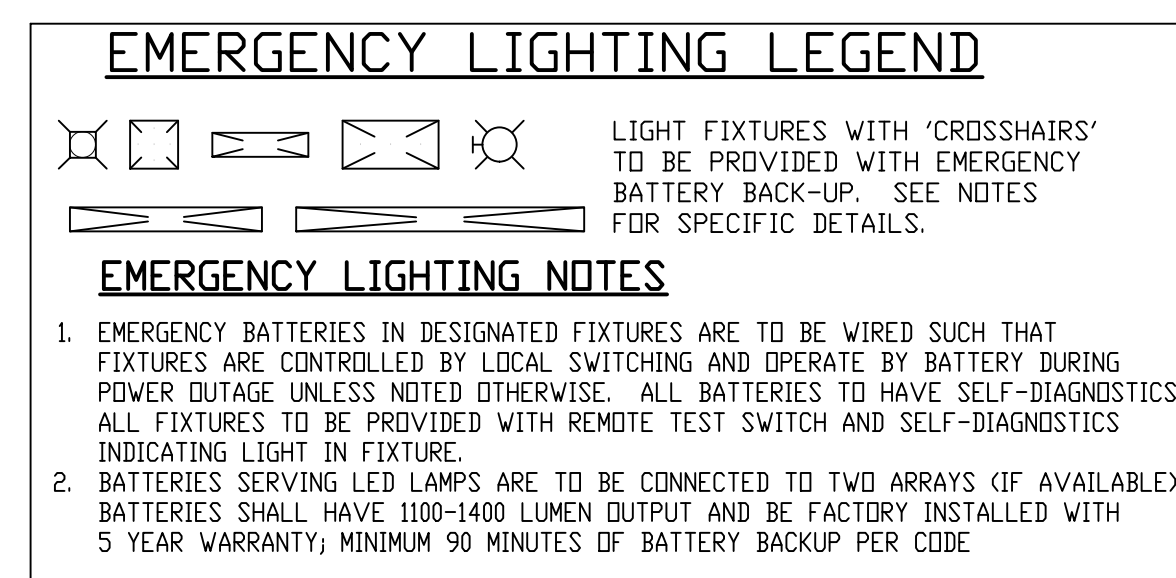 EMERGENCY LIGHTING LEGEND
LIGHT FIXTURES WITH 'CROSSHAIRS'
TO BE PROVIDED WITH EMERGENCY
BATTERY BACK-UP. SEE NOTES
FOR SPECIFIC DETAILS.
EMERGENCY LIGHTING NOTES
1. EMERGENCY BATTERIES IN DESIGNATED FIXTURES ARE TO BE WIRED SUCH THAT
FIXTURES ARE CONTROLLED BY LOCAL SWITCHING AND OPERATE BY BATTERY DURING
POWER OUTAGE UNLESS NOTED OTHERWISE. ALL BATTERIES TO HAVE SELF-DIAGNOSTICS
ALL FIXTURES TO BE PROVIDED WITH REMOTE TEST SWITCH AND SELF-DIAGNOSTICS
INDICATING LIGHT IN FIXTURE.
2. BATTERIES SERVING LED LAMPS ARE TO BE CONNECTED TO TWO ARRAYS (IF AVAILABLE)
BATTERIES SHALL HAVE 1100-1400 LUMEN OUTPUT AND BE FACTORY INSTALLED WITH
5 YEAR WARRANTY; MINIMUM 90 MINUTES OF BATTERY BACKUP PER CODE